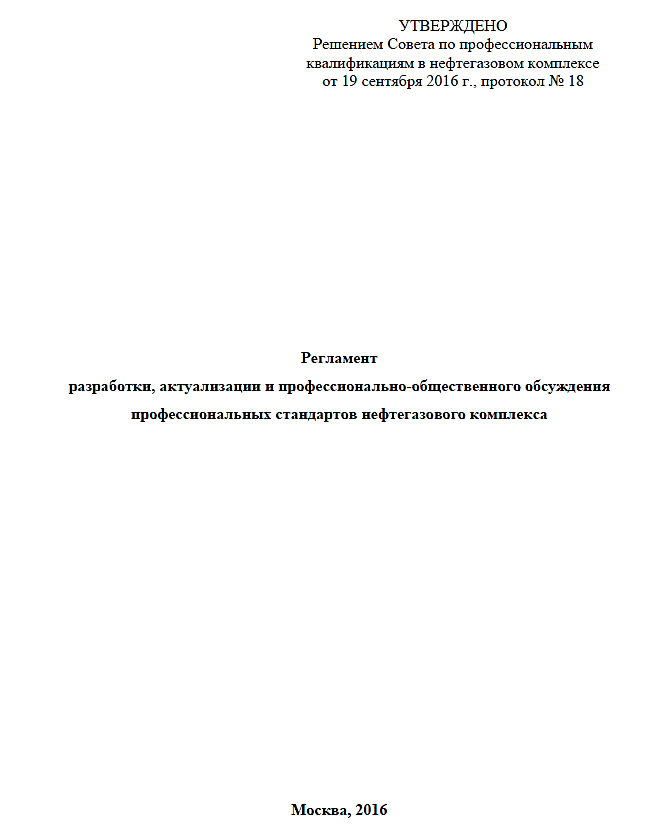 УТВЕРЖДЕНО
Решением Совета по профессиональным
квалификациям в нефтегазовом комплексе
от 19 сентября 2016 г., протокол № 18
Регламент
разработки, актуализации и профессионально-общественного обсуждения
профессиональных стандартов нефтегазового комплекса
Москва, 2016